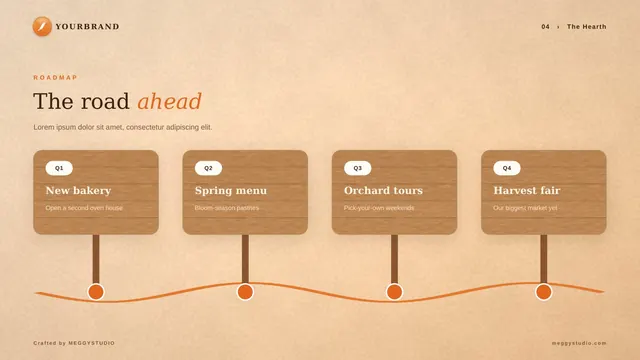 YOURBRAND
04 › The Hearth
ROADMAP
The road ahead
Lorem ipsum dolor sit amet, consectetur adipiscing elit.
Q1
New bakery
Open a second oven house
Q2
Spring menu
Bloom-season pastries
Q3
Orchard tours
Pick-your-own weekends
Q4
Harvest fair
Our biggest market yet
Crafted by MEGGYSTUDIO
meggystudio.com